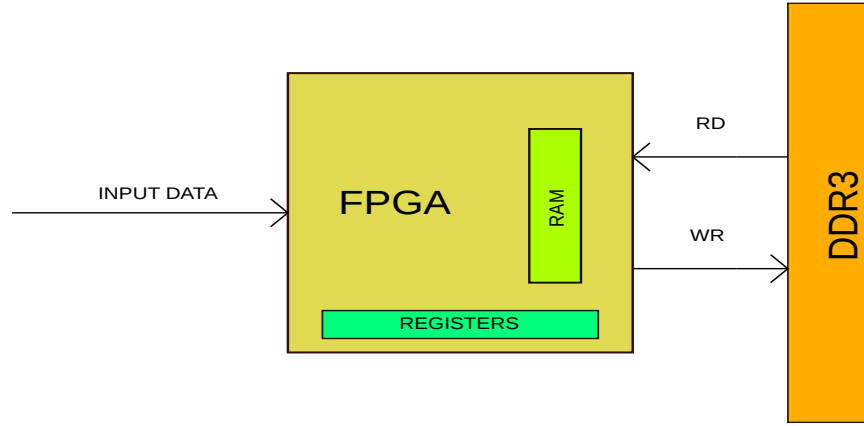 INPUT DATA
FPGA
RAM
REGISTERS
RD
WR
DDR3